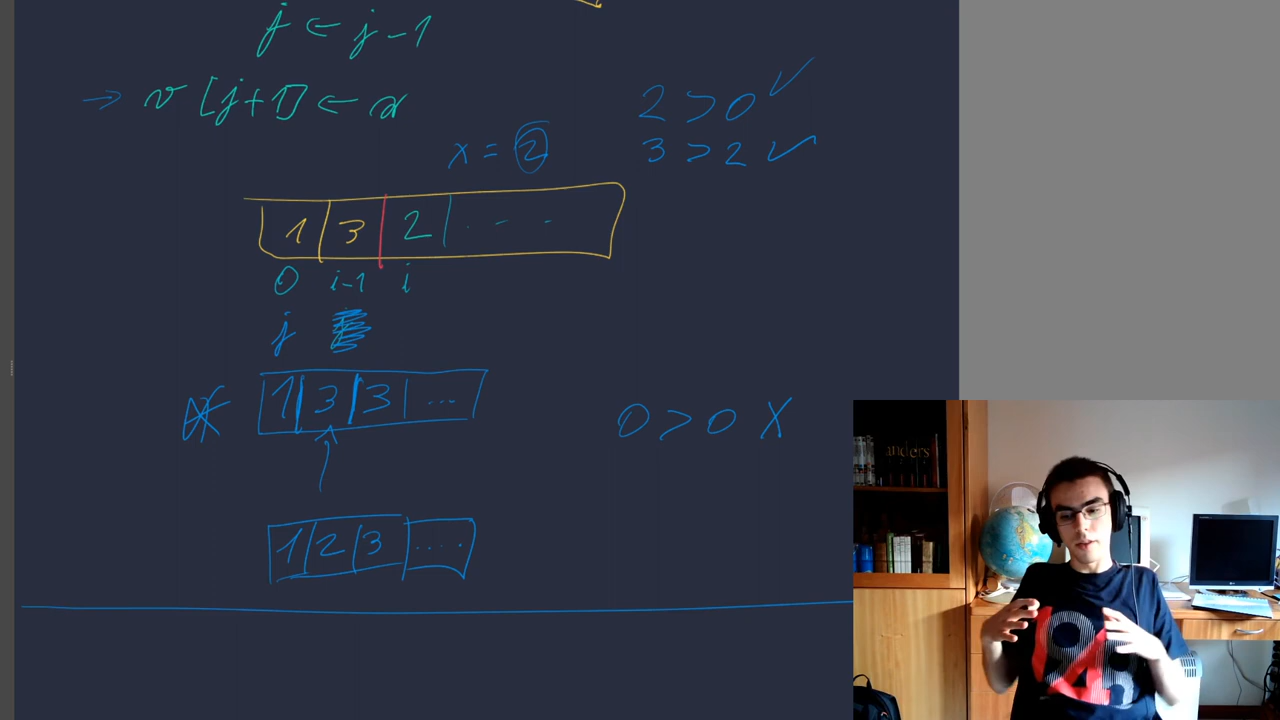 j ← j - 1
→ v[j+1] ← x
2 > 0 ✓
x = 2
3 > 2 ✓
1 3 2 . - -
0 i-1 i
j
1 3 3 ...
0 > 0 X
1 2 3 ....
anders